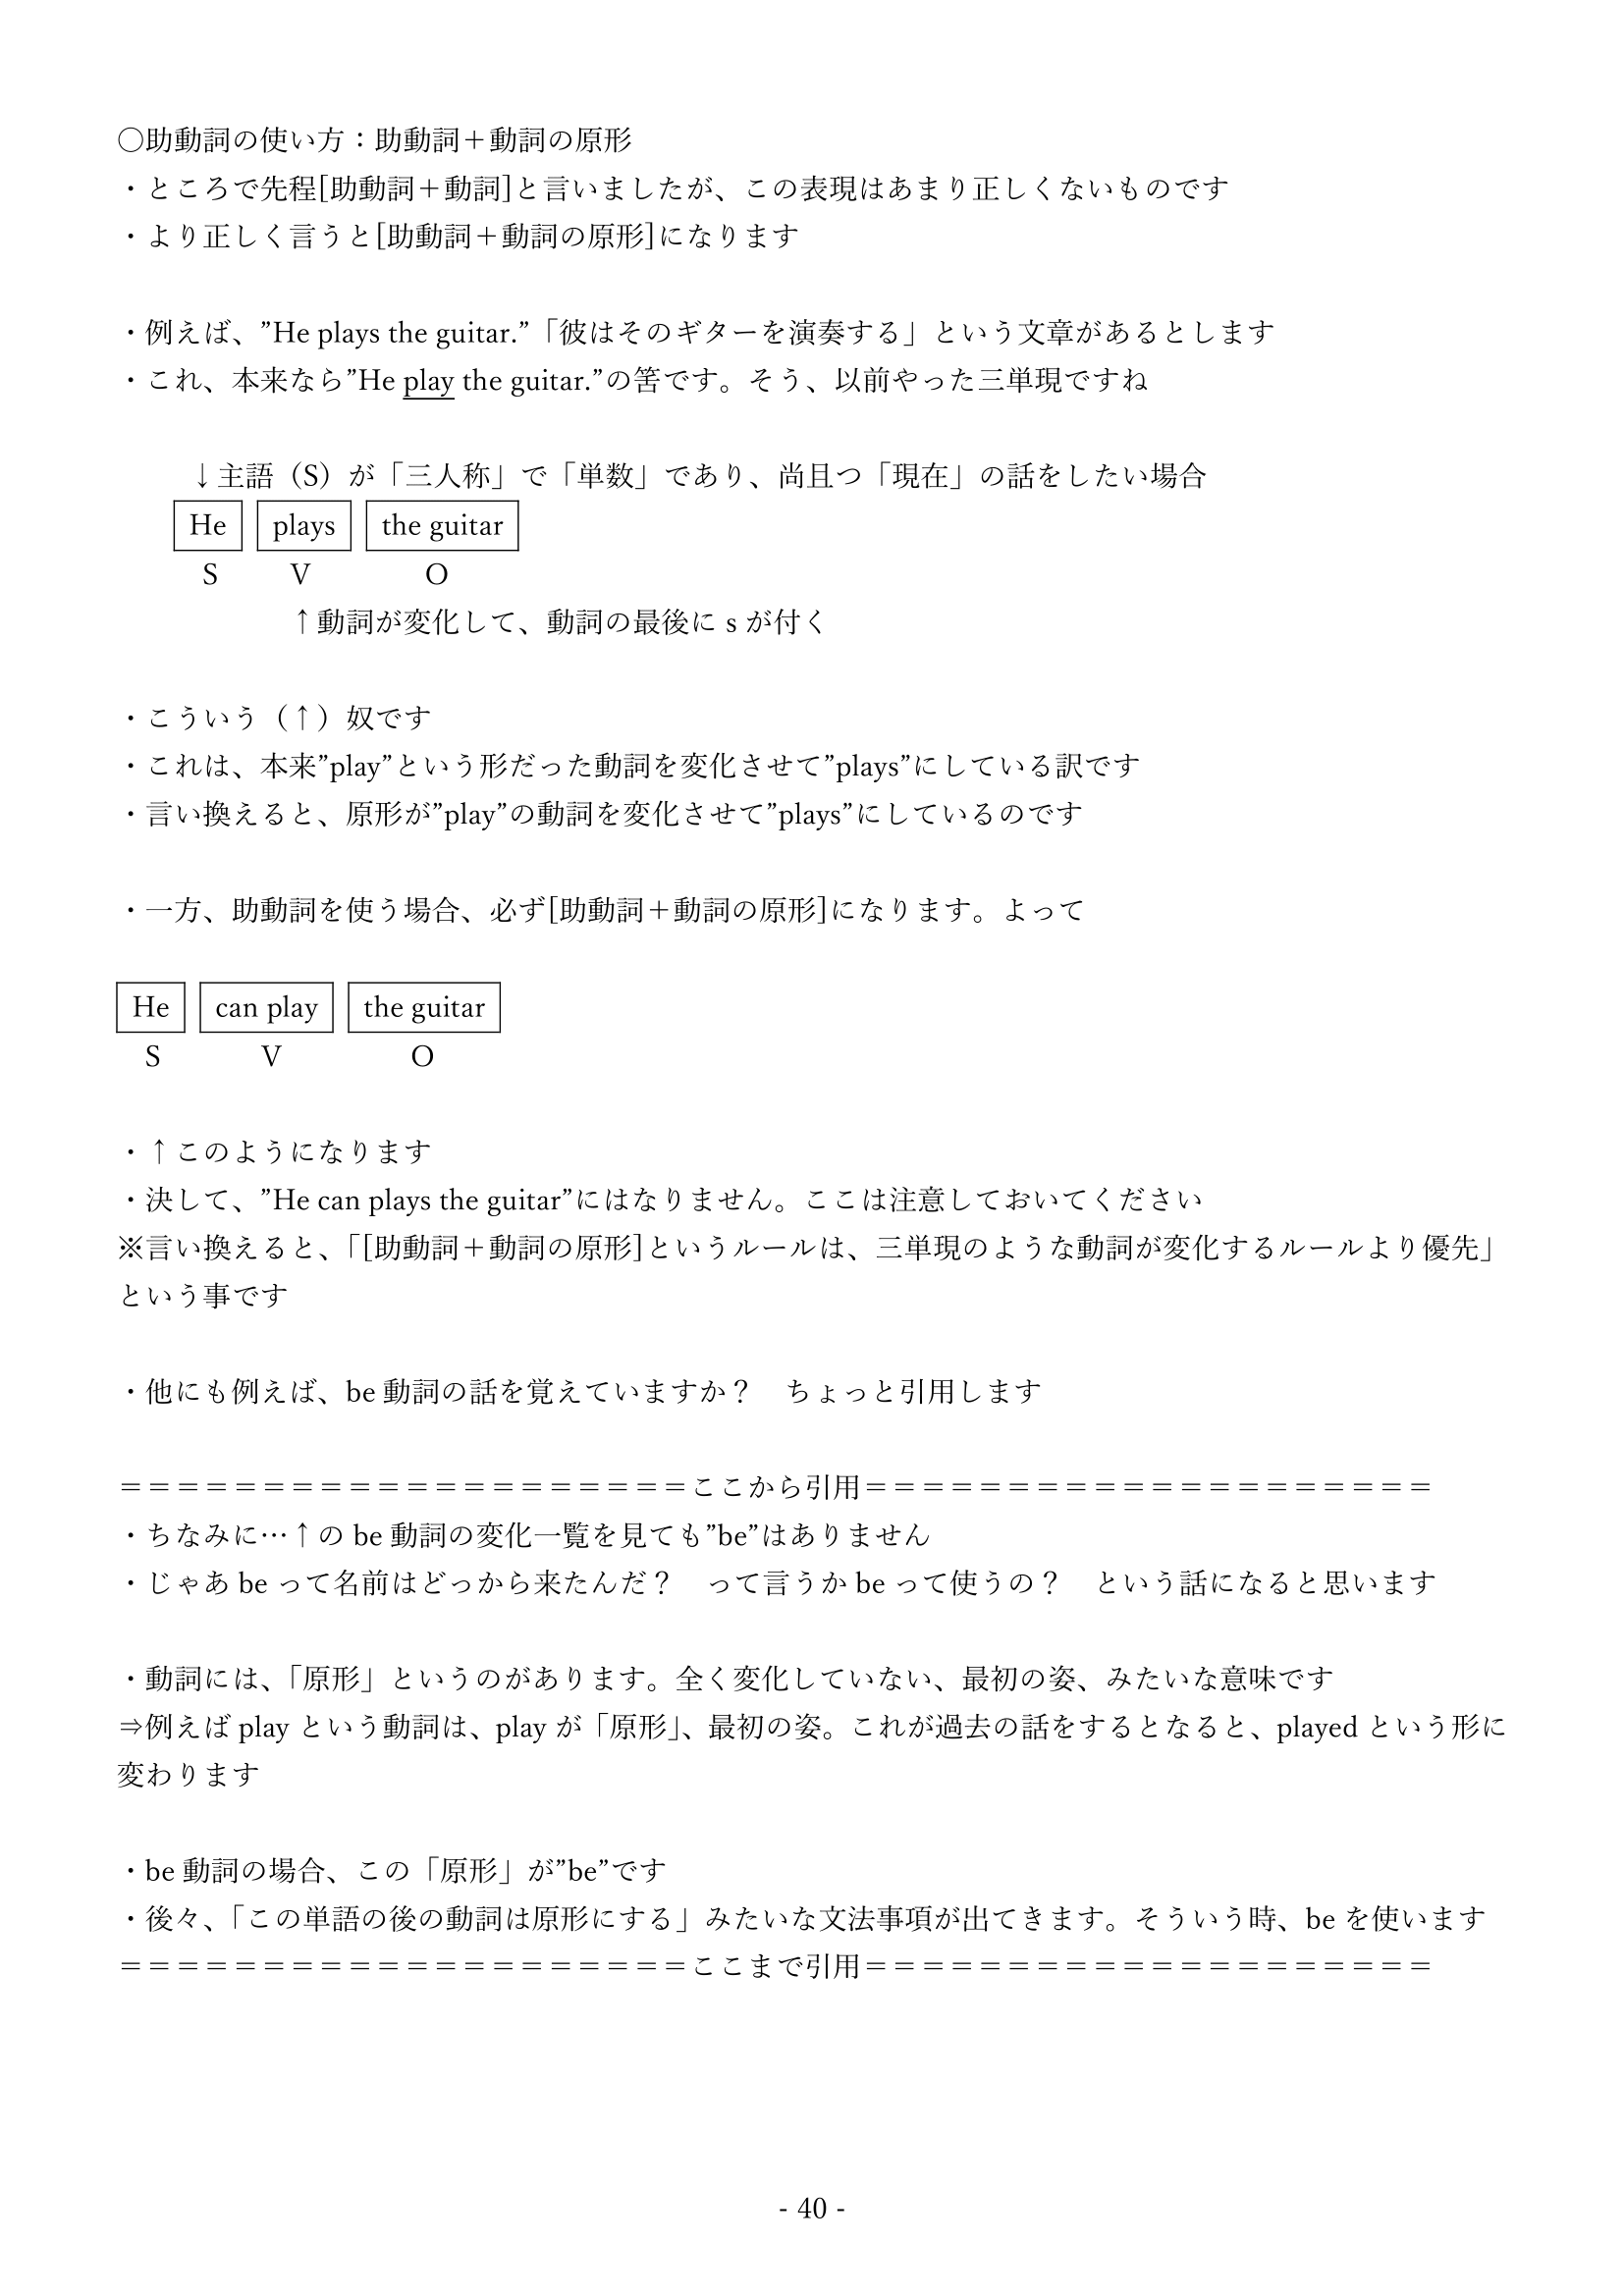 ○助動詞の使い方：助動詞＋動詞の原形
・ところで先程[助動詞＋動詞]と言いましたが、この表現はあまり正しくないものです
・より正しく言うと[助動詞＋動詞の原形]になります
・例えば、”He plays the guitar.”「彼はそのギターを演奏する」という文章があるとします
・これ、本来なら”He play the guitar.”の筈です。そう、以前やった三単現ですね
↓主語（S）が「三人称」で「単数」であり、尚且つ「現在」の話をしたい場合
He plays the guitar
S V O
↑動詞が変化して、動詞の最後に s が付く
・こういう（↑）奴です
・これは、本来”play”という形だった動詞を変化させて”plays”にしている訳です
・言い換えると、原形が”play”の動詞を変化させて”plays”にしているのです
・一方、助動詞を使う場合、必ず[助動詞＋動詞の原形]になります。よって
He can play the guitar
S V O
・↑このようになります
・決して、”He can plays the guitar”にはなりません。ここは注意しておいてください
※言い換えると、「[助動詞＋動詞の原形]というルールは、三単現のような動詞が変化するルールより優先」
という事です
・他にも例えば、be 動詞の話を覚えていますか？　ちょっと引用します
＝＝＝＝＝＝＝＝＝＝＝＝＝＝＝＝＝＝＝＝ここから引用＝＝＝＝＝＝＝＝＝＝＝＝＝＝＝＝＝＝＝＝
・ちなみに…↑の be 動詞の変化一覧を見ても”be”はありません
・じゃあ be って名前はどっから来たんだ？　って言うか be って使うの？　という話になると思います
・動詞には、「原形」というのがあります。全く変化していない、最初の姿、みたいな意味です
⇒例えば play という動詞は、play が「原形」、最初の姿。これが過去の話をするとなると、played という形に
変わります
・be 動詞の場合、この「原形」が”be”です
・後々、「この単語の後の動詞は原形にする」みたいな文法事項が出てきます。そういう時、be を使います
＝＝＝＝＝＝＝＝＝＝＝＝＝＝＝＝＝＝＝＝ここまで引用＝＝＝＝＝＝＝＝＝＝＝＝＝＝＝＝＝＝＝＝
- 40 -